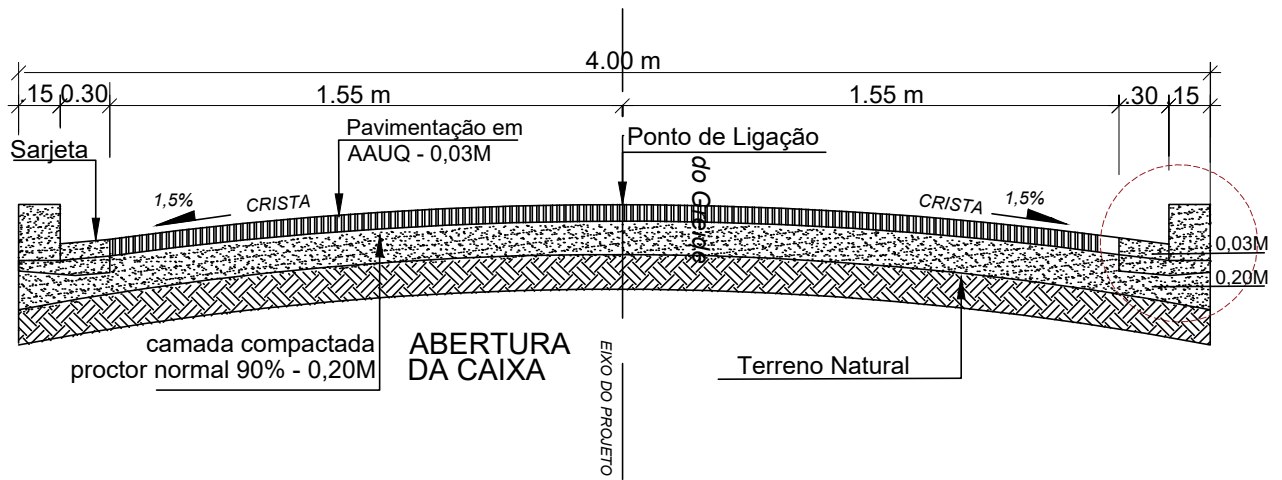 4.00 m
.15 0.30
1.55 m
1.55 m
.30
.15
Sarjeta
Pavimentação em
AAUQ - 0,03M
Ponto de Ligação
do Greide
1,5%
CRISTA
CRISTA
1,5%
0,03M
0.20M
camada compactada
proctor normal 90% - 0,20M
ABERTURA
DA CAIXA
EIXO DO PROJETO
Terreno Natural